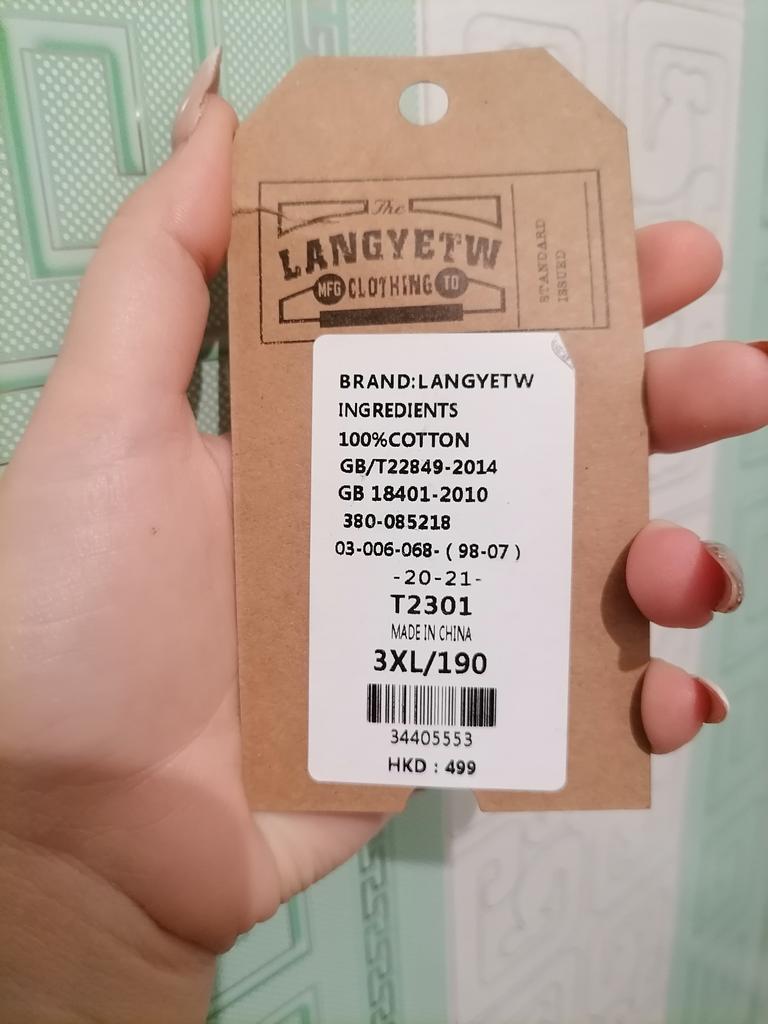 The
LANGYETW
MFG CLOTHING TO
STANDARD
ISSUED
BRAND:LANGYETW
INGREDIENTS
100%COTTON
GB/T22849-2014
GB 18401-2010
380-085218
03-006-068- ( 98-07 )
-20-21-
T2301
MADE IN CHINA
3XL/190
34405553
HKD : 499